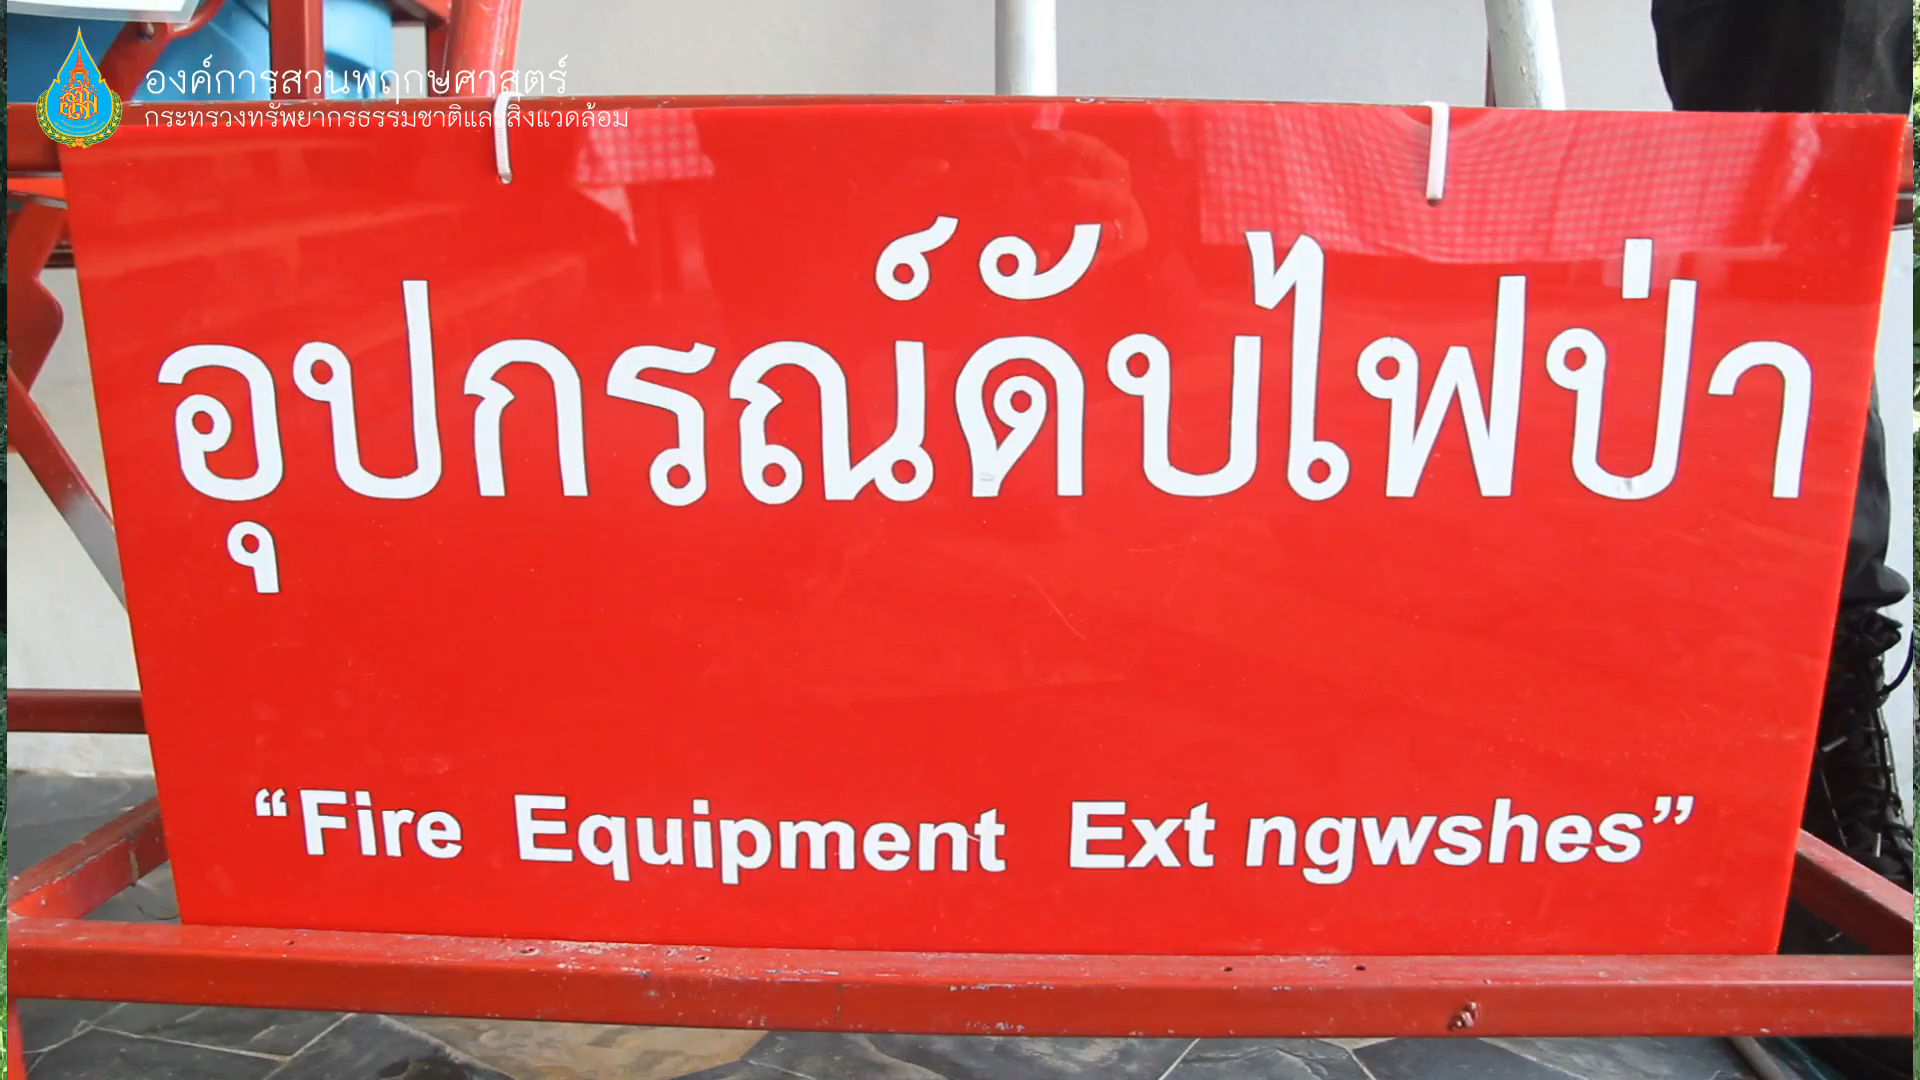 องค์การสวนพฤกษศาสตร์
กระทรวงทรัพยากรธรรมชาติและสิ่งแวดล้อม
อุปกรณ์ดับไฟป่า
“Fire Equipment Ext ngwshes”